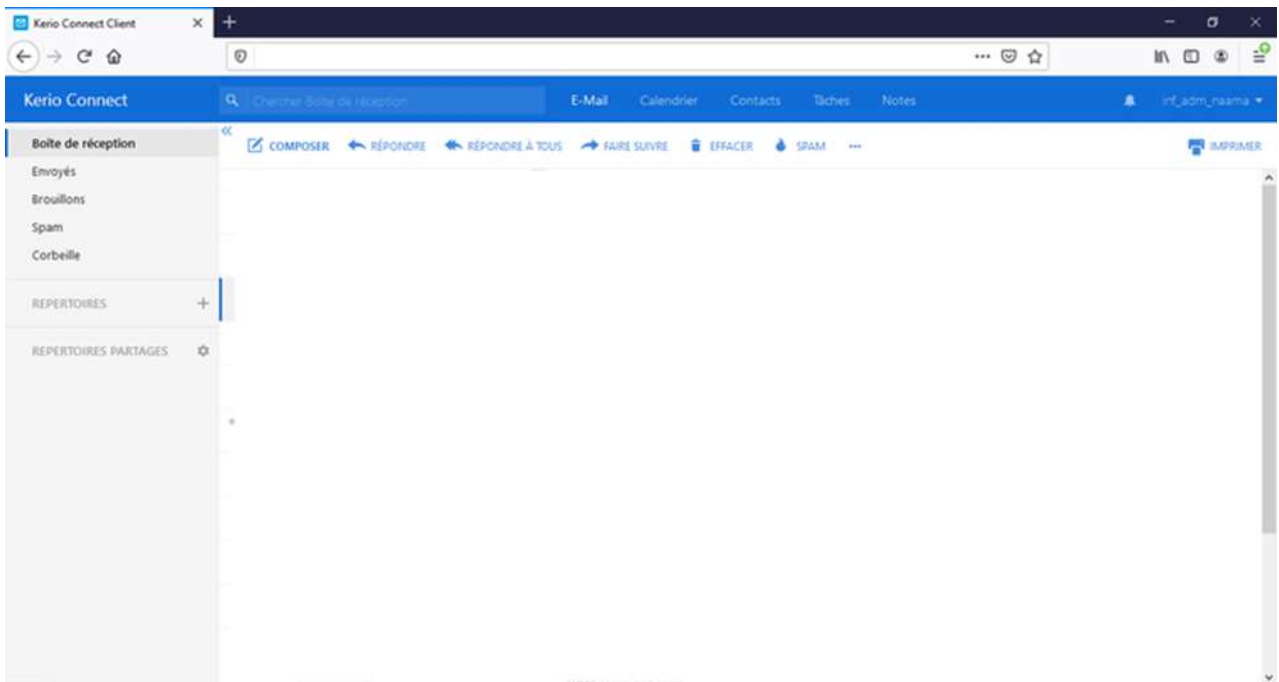 Kerio Connect Client
Kerio Connect
Chercher Boîte de réception
E-Mail
Calendrier
Contacts
Tâches
Notes
inf_adm_naama
Boîte de réception
COMPOSER
RÉPONDRE
RÉPONDRE À TOUS
FAIRE SUIVRE
EFFACER
SPAM
IMPRIMER
Envoyés
Brouillons
Spam
Corbeille
REPERTOIRES
REPERTOIRES PARTAGES